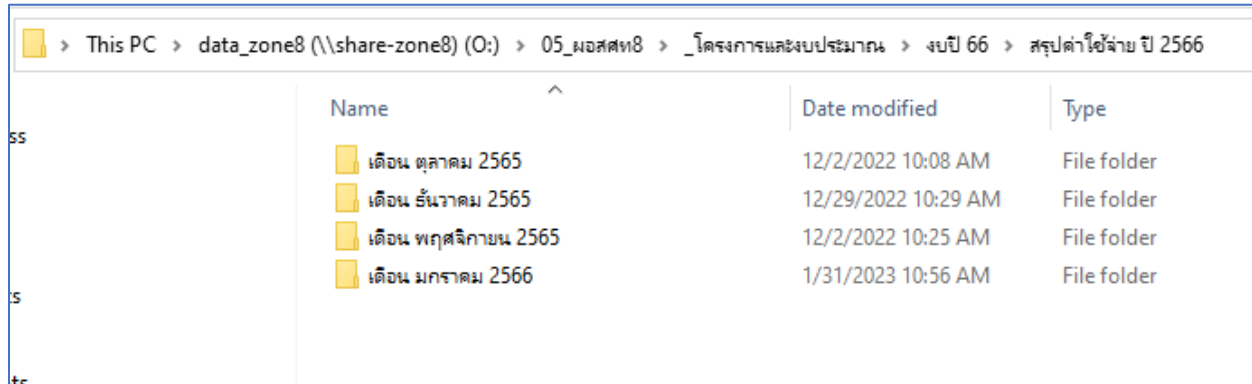 This PC > data_zone8 (\\share-zone8) (O:) > 05_ผอสศท8 > _โครงการและงบประมาณ > งบปี 66 > สรุปค่าใช้จ่าย ปี 2566
Name Date modified Type
ss
เดือน ตุลาคม 2565 12/2/2022 10:08 AM File folder
เดือน ธันวาคม 2565 12/29/2022 10:29 AM File folder
เดือน พฤศจิกายน 2565 12/2/2022 10:25 AM File folder
เดือน มกราคม 2566 1/31/2023 10:56 AM File folder
:s
ts